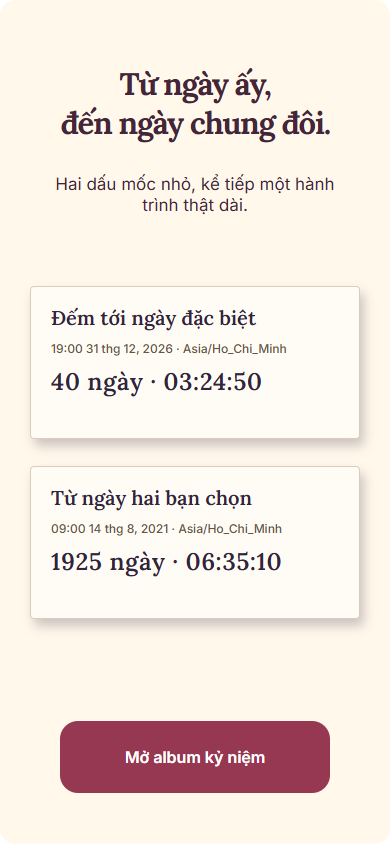 Từ ngày ấy,
đến ngày chung đôi.
Hai dấu mốc nhỏ, kể tiếp một hành
trình thật dài.
Đếm tới ngày đặc biệt
19:00 31 thg 12, 2026 · Asia/Ho_Chi_Minh
40 ngày · 03:24:50
Từ ngày hai bạn chọn
09:00 14 thg 8, 2021 · Asia/Ho_Chi_Minh
1925 ngày · 06:35:10
Mở album kỷ niệm